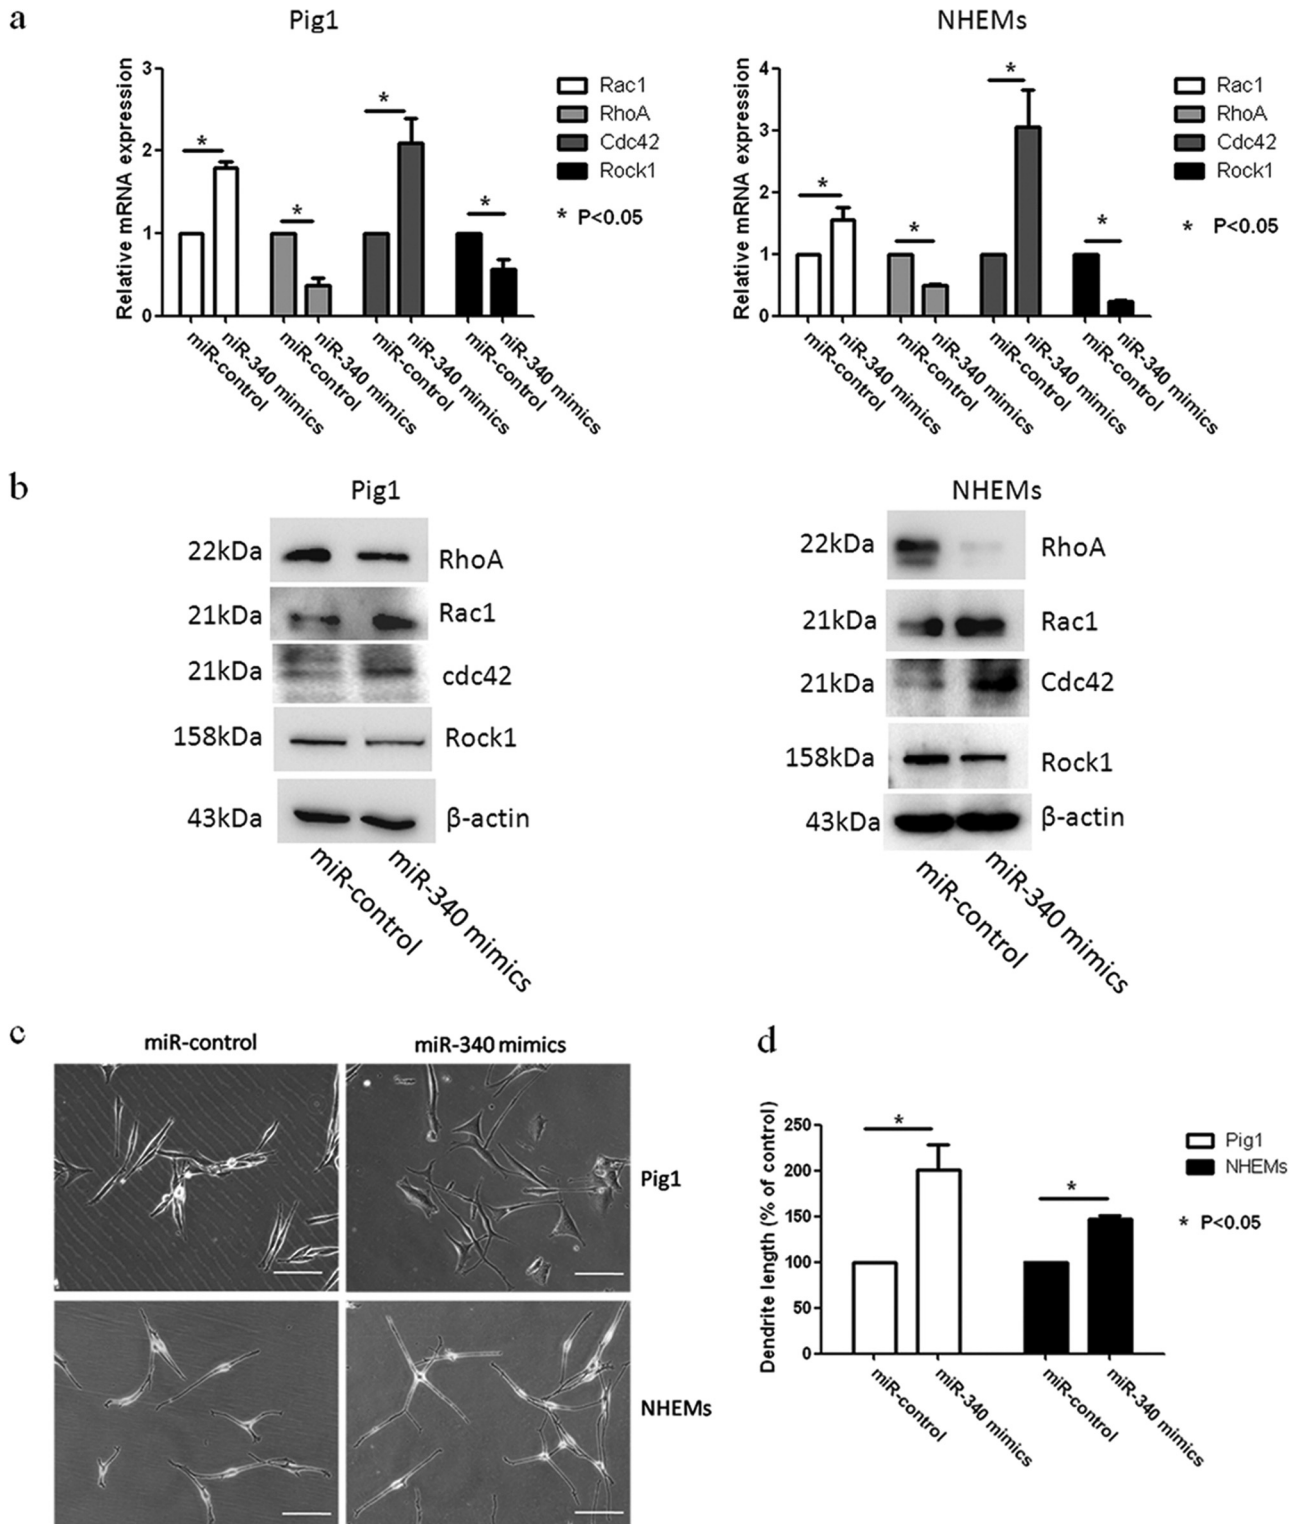 a
Pig1
NHEMs
Relative mRNA expression
3
2
1
0
Rac1
RhoA
Cdc42
Rock1
* P<0.05
*
*
*
*
miR-control
niR-340 mimics
miR-control
niR-340 mimics
miR-control
niR-340 mimics
miR-control
niR-340 mimics
Relative mRNA expression
4
3
2
1
0
Rac1
RhoA
Cdc42
Rock1
* P<0.05
*
*
*
*
miR-control
niR-340 mimics
miR-control
niR-340 mimics
miR-control
niR-340 mimics
miR-control
niR-340 mimics
b
Pig1
22kDa RhoA
21kDa Rac1
21kDa cdc42
158kDa Rock1
43kDa β-actin
miR-control
miR-340 mimics
NHEMs
22kDa RhoA
21kDa Rac1
21kDa Cdc42
158kDa Rock1
43kDa β-actin
miR-control
miR-340 mimics
c
miR-control
miR-340 mimics
Pig1
NHEMs
d
Dendrite length (% of control)
250
200
150
100
50
0
*
*
Pig1
NHEMs
* P<0.05
miR-control
miR-340 mimics
miR-control
miR-340 mimics